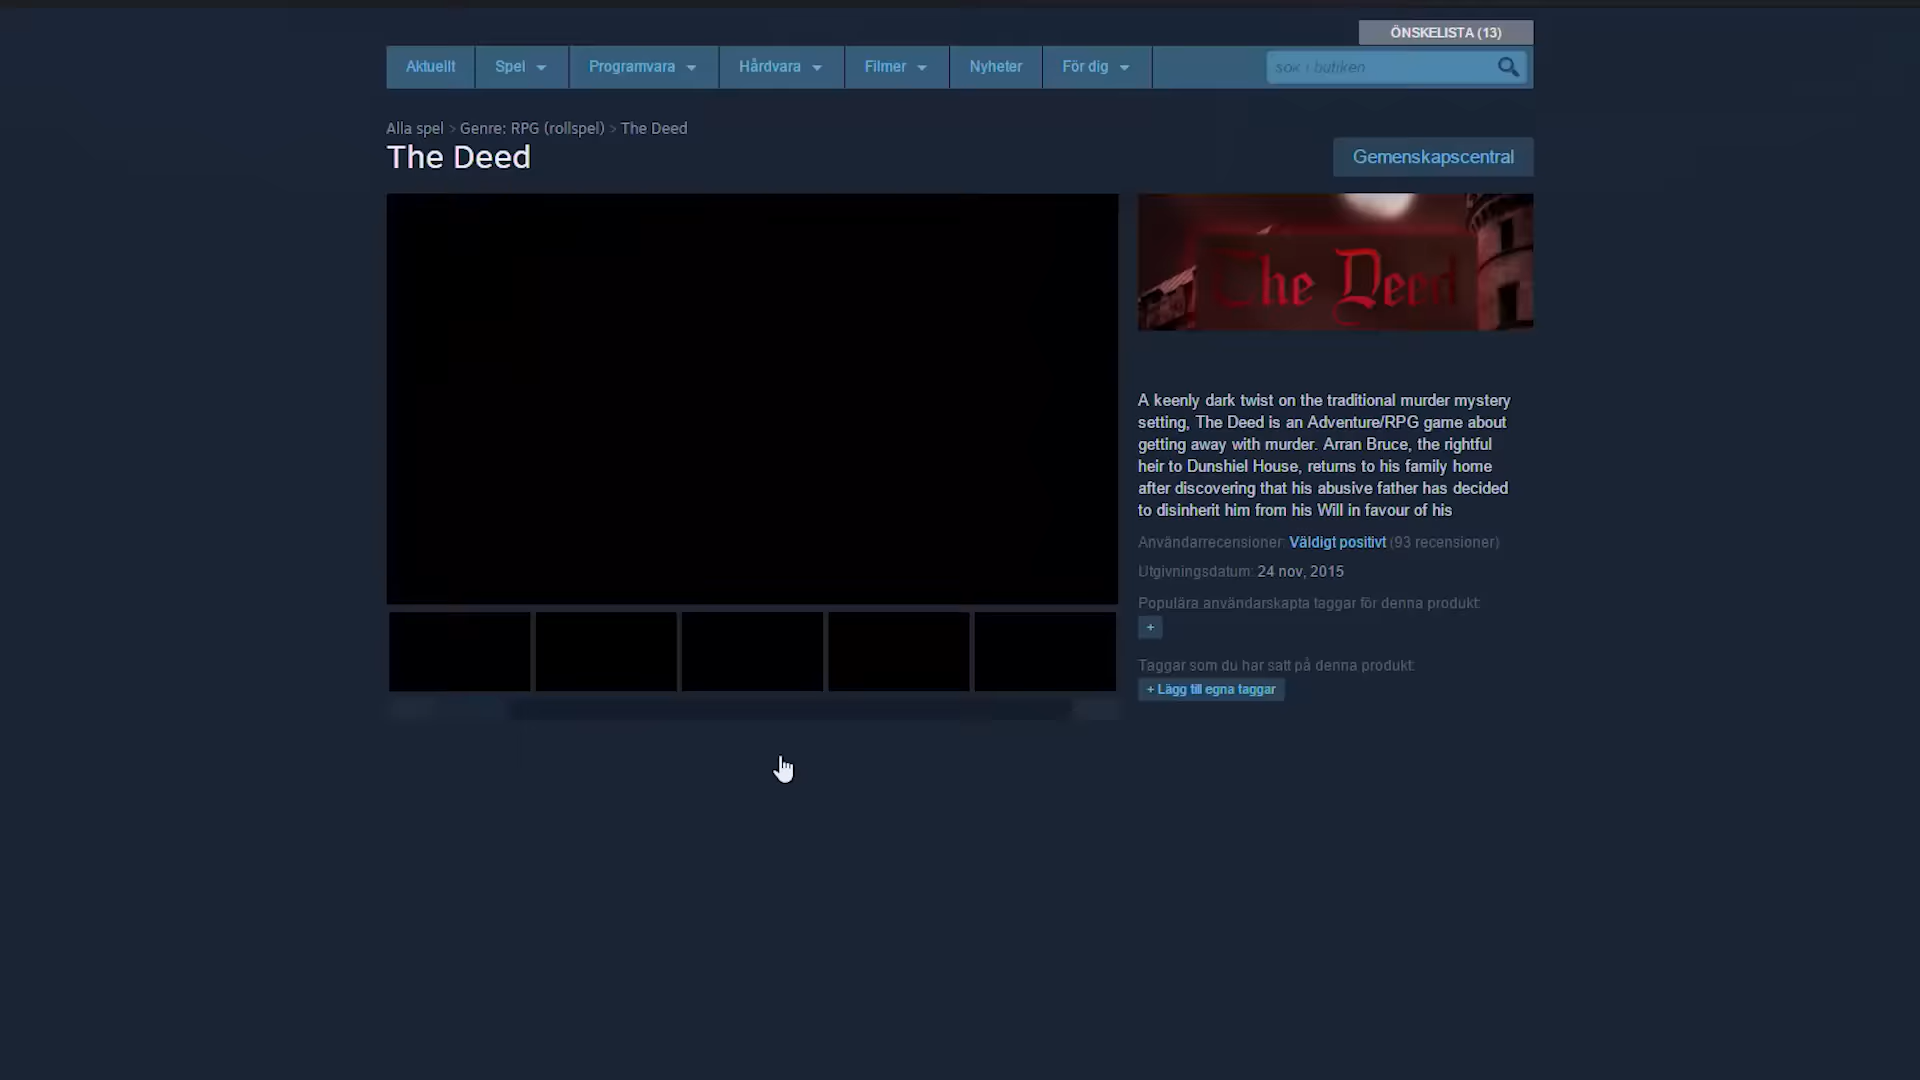 ÖNSKELISTA (13)
Aktuellt Spel Programvara Hårdvara Filmer Nyheter För dig sök i butiken
Alla spel > Genre: RPG (rollspel) > The Deed
The Deed
Gemenskapscentral
The Deed
A keenly dark twist on the traditional murder mystery
setting, The Deed is an Adventure/RPG game about
getting away with murder. Arran Bruce, the rightful
heir to Dunshiel House, returns to his family home
after discovering that his abusive father has decided
to disinherit him from his Will in favour of his
Användarrecensioner: Väldigt positivt (93 recensioner)
Utgivningsdatum: 24 nov, 2015
Populära användarskapta taggar för denna produkt:
+
Taggar som du har satt på denna produkt:
+ Lägg till egna taggar